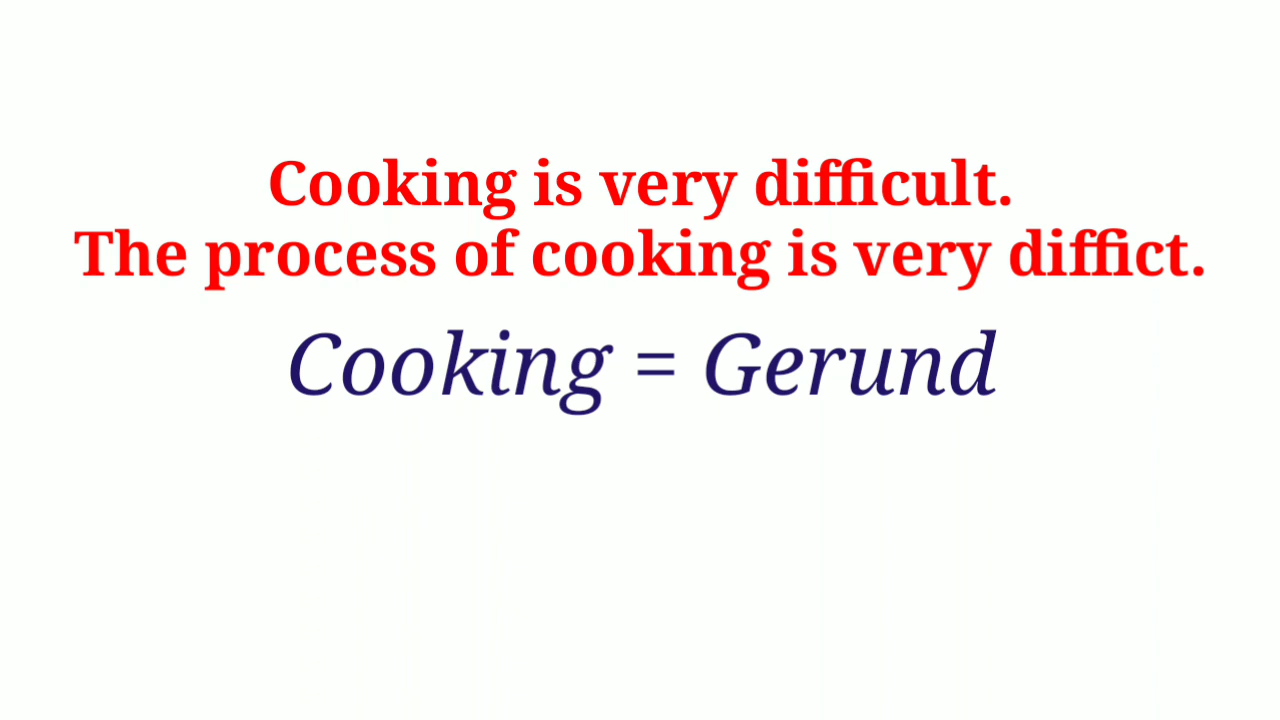 Cooking is very difficult.
The process of cooking is very diffict.
Cooking = Gerund